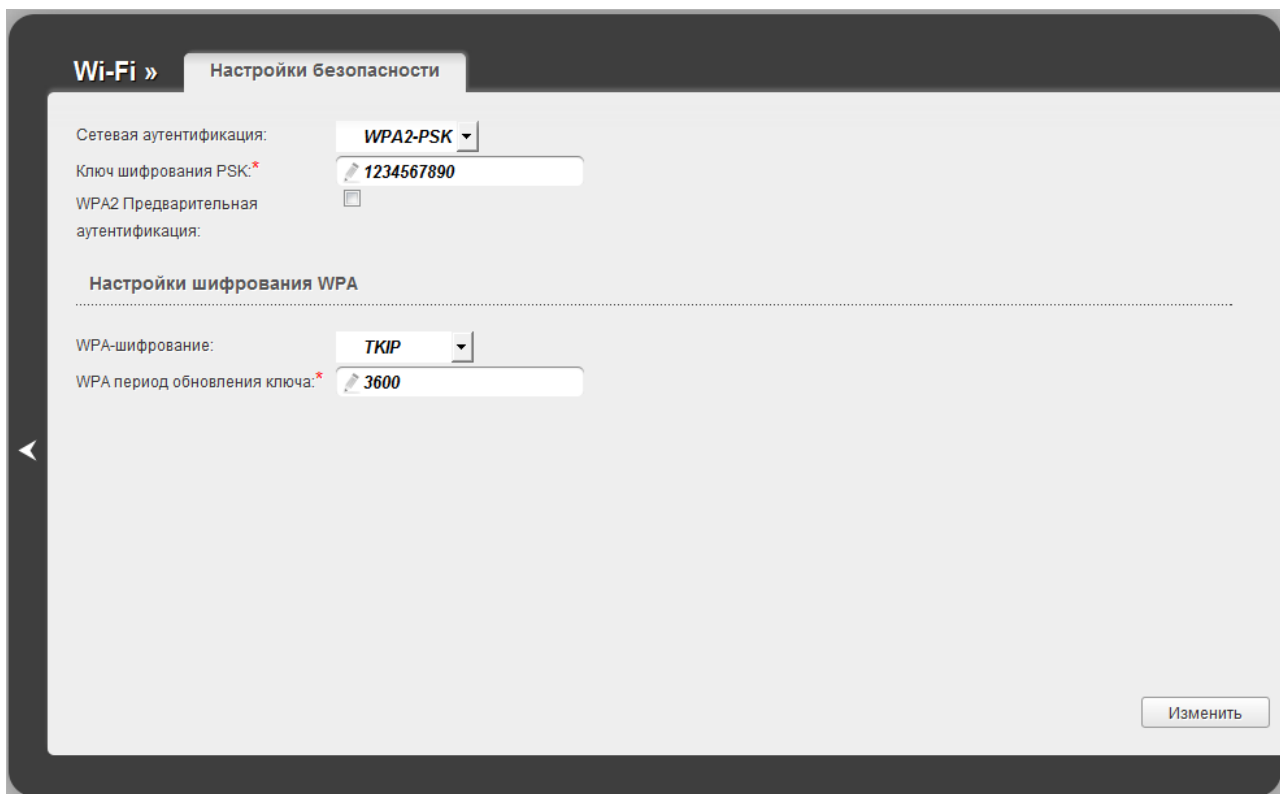 Wi-Fi » Настройки безопасности
Сетевая аутентификация: WPA2-PSK
Ключ шифрования PSK:* 1234567890
WPA2 Предварительная
аутентификация:
Настройки шифрования WPA
WPA-шифрование: TKIP
WPA период обновления ключа:* 3600
Изменить